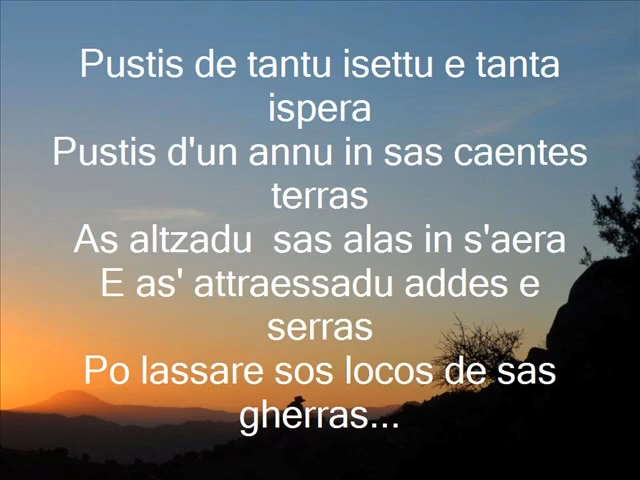 Pustis de tantu isettu e tanta
ispera
Pustis d'un annu in sas caentes
terras
As altzadu  sas alas in s'aera
E as' attraessadu addes e
serras
Po lassare sos locos de sas
gherras...